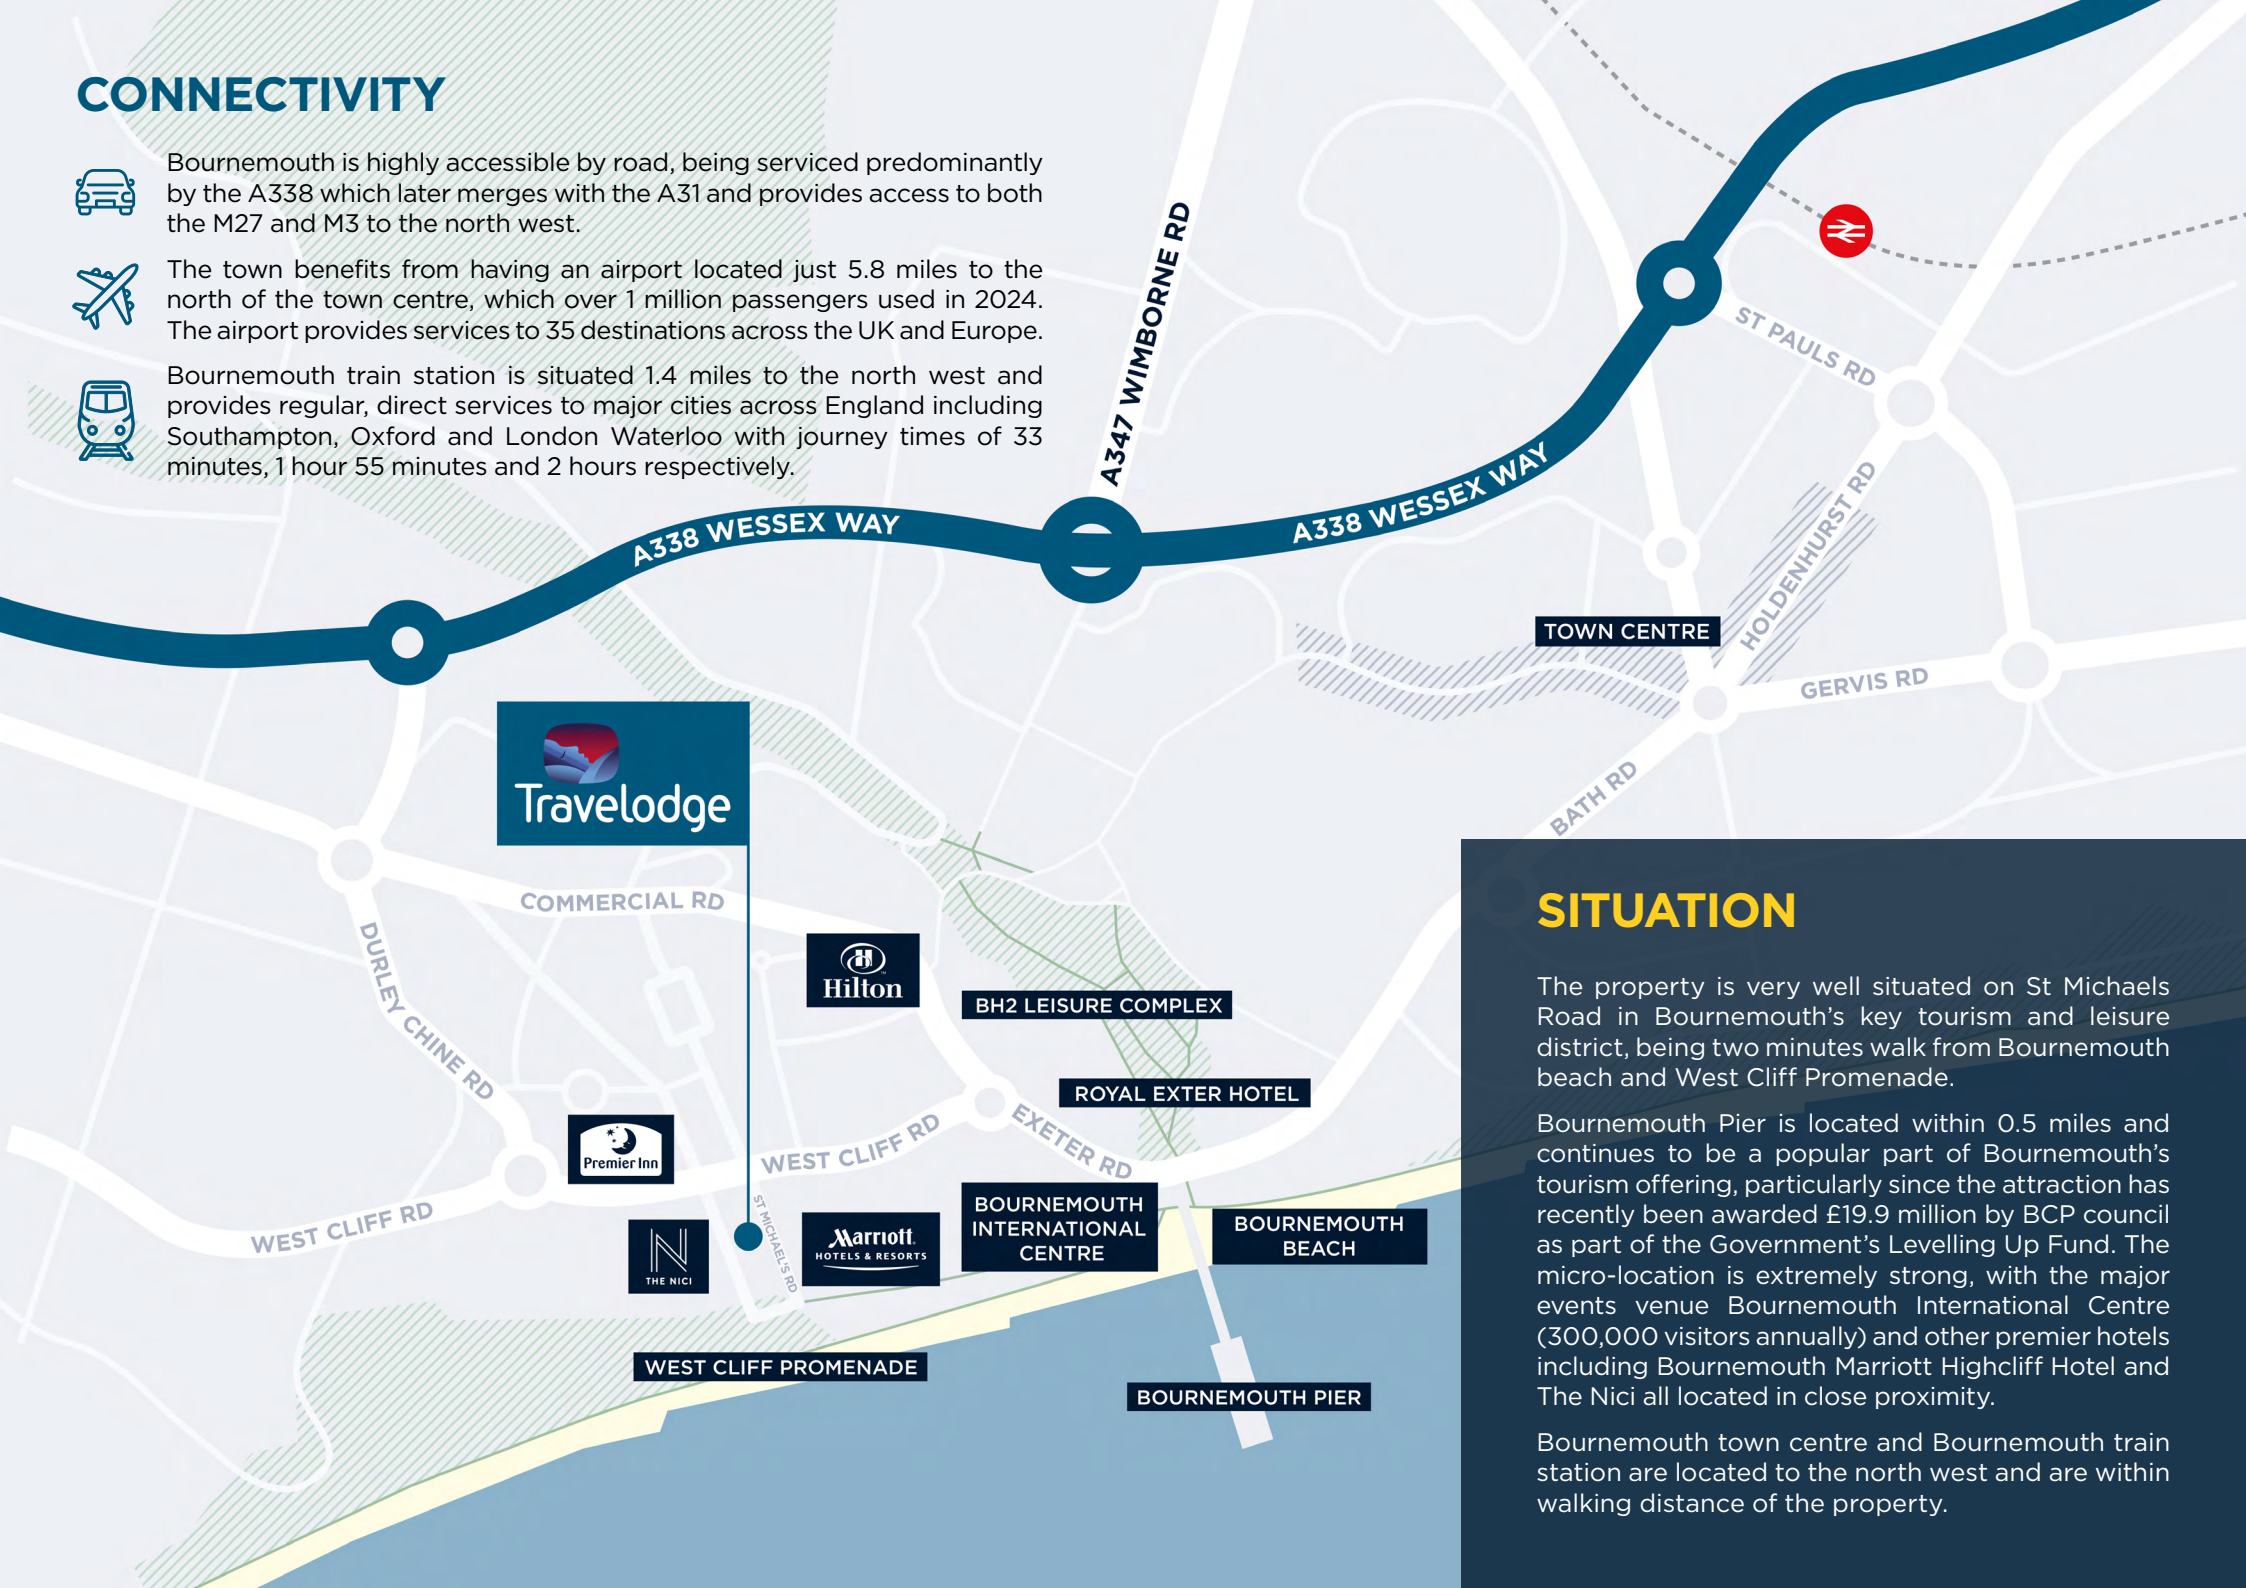 CONNECTIVITY
Bournemouth is highly accessible by road, being serviced predominantly
by the A338 which later merges with the A31 and provides access to both
the M27 and M3 to the north west.
The town benefits from having an airport located just 5.8 miles to the
north of the town centre, which over 1 million passengers used in 2024.
The airport provides services to 35 destinations across the UK and Europe.
Bournemouth train station is situated 1.4 miles to the north west and
provides regular, direct services to major cities across England including
Southampton, Oxford and London Waterloo with journey times of 33
minutes, 1 hour 55 minutes and 2 hours respectively.
A347 WIMBORNE RD
ST PAULS RD
A338 WESSEX WAY
A338 WESSEX WAY
HOLDENHURST RD
TOWN CENTRE
GERVIS RD
BATH RD
Travelodge
COMMERCIAL RD
DURLEY CHINE RD
Hilton
BH2 LEISURE COMPLEX
ROYAL EXTER HOTEL
Premier Inn
WEST CLIFF RD
EXETER RD
WEST CLIFF RD
ST MICHAEL'S RD
THE NICI
Marriott
HOTELS & RESORTS
BOURNEMOUTH
INTERNATIONAL
CENTRE
BOURNEMOUTH
BEACH
WEST CLIFF PROMENADE
BOURNEMOUTH PIER
SITUATION
The property is very well situated on St Michaels
Road in Bournemouth's key tourism and leisure
district, being two minutes walk from Bournemouth
beach and West Cliff Promenade.
Bournemouth Pier is located within 0.5 miles and
continues to be a popular part of Bournemouth's
tourism offering, particularly since the attraction has
recently been awarded £19.9 million by BCP council
as part of the Government's Levelling Up Fund. The
micro-location is extremely strong, with the major
events venue Bournemouth International Centre
(300,000 visitors annually) and other premier hotels
including Bournemouth Marriott Highcliff Hotel and
The Nici all located in close proximity.
Bournemouth town centre and Bournemouth train
station are located to the north west and are within
walking distance of the property.